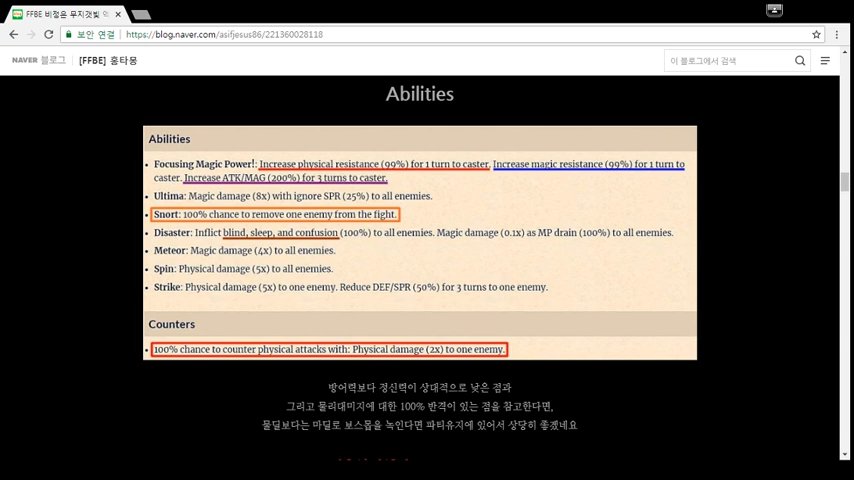 FFBE 비정은 무지갯빛
보안 연결 | https://blog.naver.com/asifjesus86/221360028118
NAVER 블로그 | [FFBE] 홍타몽
이 블로그에서 검색
Abilities
Abilities
• Focusing Magic Power!: Increase physical resistance (99%) for 1 turn to caster. Increase magic resistance (99%) for 1 turn to
caster. Increase ATK/MAG (200%) for 3 turns to caster.
• Ultima: Magic damage (8x) with ignore SPR (25%) to all enemies.
• Snort: 100% chance to remove one enemy from the fight.
• Disaster: Inflict blind, sleep, and confusion (100%) to all enemies. Magic damage (0.1x) as MP drain (100%) to all enemies.
• Meteor: Magic damage (4x) to all enemies.
• Spin: Physical damage (5x) to all enemies.
• Strike: Physical damage (5x) to one enemy. Reduce DEF/SPR (50%) for 3 turns to one enemy.
Counters
• 100% chance to counter physical attacks with: Physical damage (2x) to one enemy.
방어력보다 정신력이 상대적으로 낮은 점과
그리고 물리대미지에 대한 100% 반격이 있는 점을 참고한다면,
물딜보다는 마딜로 보스몹을 녹인다면 파티유지에 있어서 상당히 좋겠네요